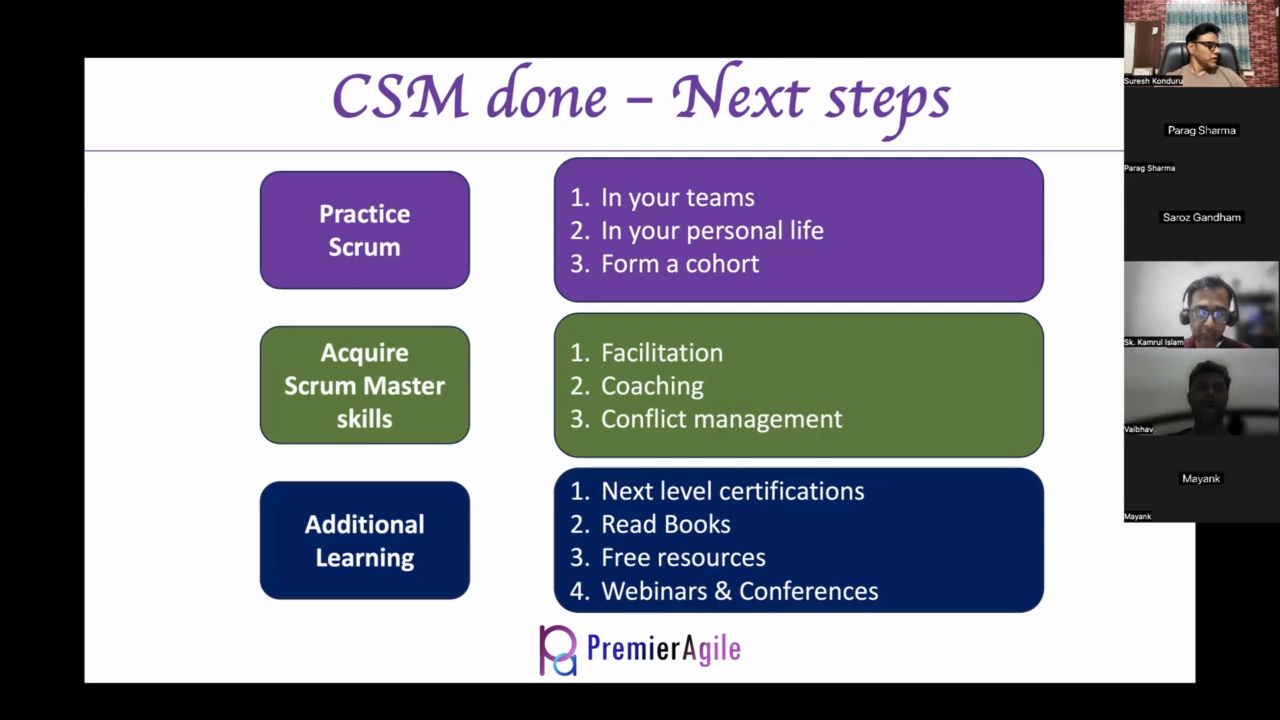 CSM done – Next steps
Practice
Scrum
1. In your teams
2. In your personal life
3. Form a cohort
Acquire
Scrum Master
skills
1. Facilitation
2. Coaching
3. Conflict management
Additional
Learning
1. Next level certifications
2. Read Books
3. Free resources
4. Webinars & Conferences
pa PremierAgile
Suresh Konduru
Parag Sharma
Parag Sharma
Saroz Gandham
Sk. Kamrul Islam
Vaibhav
Mayank
Mayank